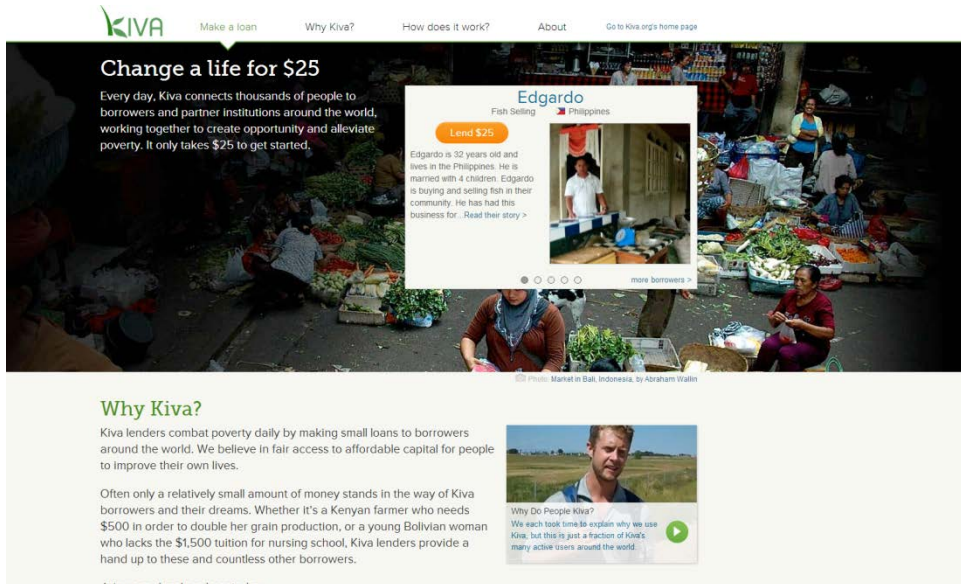 KIVA
Make a loan
Why Kiva?
How does it work?
About
Go to Kiva.org's home page
Change a life for $25
Every day, Kiva connects thousands of people to
borrowers and partner institutions around the world,
working together to create opportunity and alleviate
poverty. It only takes $25 to get started.
Edgardo
Fish Selling
Philippines
Lend $25
Edgardo is 32 years old and
lives in the Philippines. He is
married with 4 children. Edgardo
is buying and selling fish in their
community. He has had this
business for... Read their story >
more borrowers >
Photo: Market in Bali, Indonesia, by Abraham Wallin
Why Kiva?
Kiva lenders combat poverty daily by making small loans to borrowers
around the world. We believe in fair access to affordable capital for people
to improve their own lives.
Often only a relatively small amount of money stands in the way of Kiva
borrowers and their dreams. Whether it's a Kenyan farmer who needs
$500 in order to double her grain production, or a young Bolivian woman
who lacks the $1,500 tuition for nursing school, Kiva lenders provide a
hand up to these and countless other borrowers.
Why Do People Kiva?
We each took time to explain why we use
Kiva, but this is just a fraction of Kiva's
many active users around the world.